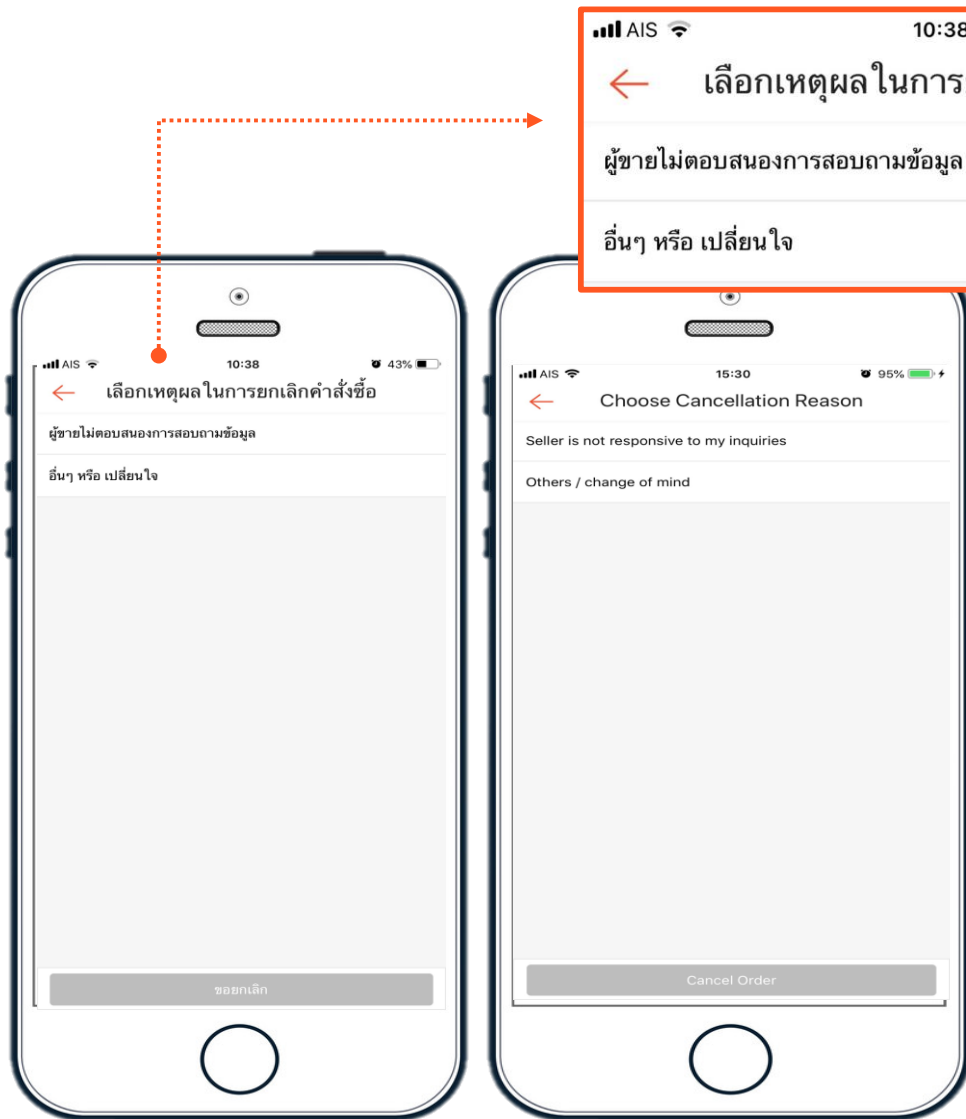 AIS 10:38
เลือกเหตุผลในการ
ผู้ขายไม่ตอบสนองการสอบถามข้อมูล
อื่นๆ หรือ เปลี่ยนใจ
AIS 10:38 43%
เลือกเหตุผลในการยกเลิกคำสั่งซื้อ
ผู้ขายไม่ตอบสนองการสอบถามข้อมูล
อื่นๆ หรือ เปลี่ยนใจ
ขอยกเลิก
AIS 15:30 95%
Choose Cancellation Reason
Seller is not responsive to my inquiries
Others / change of mind
Cancel Order